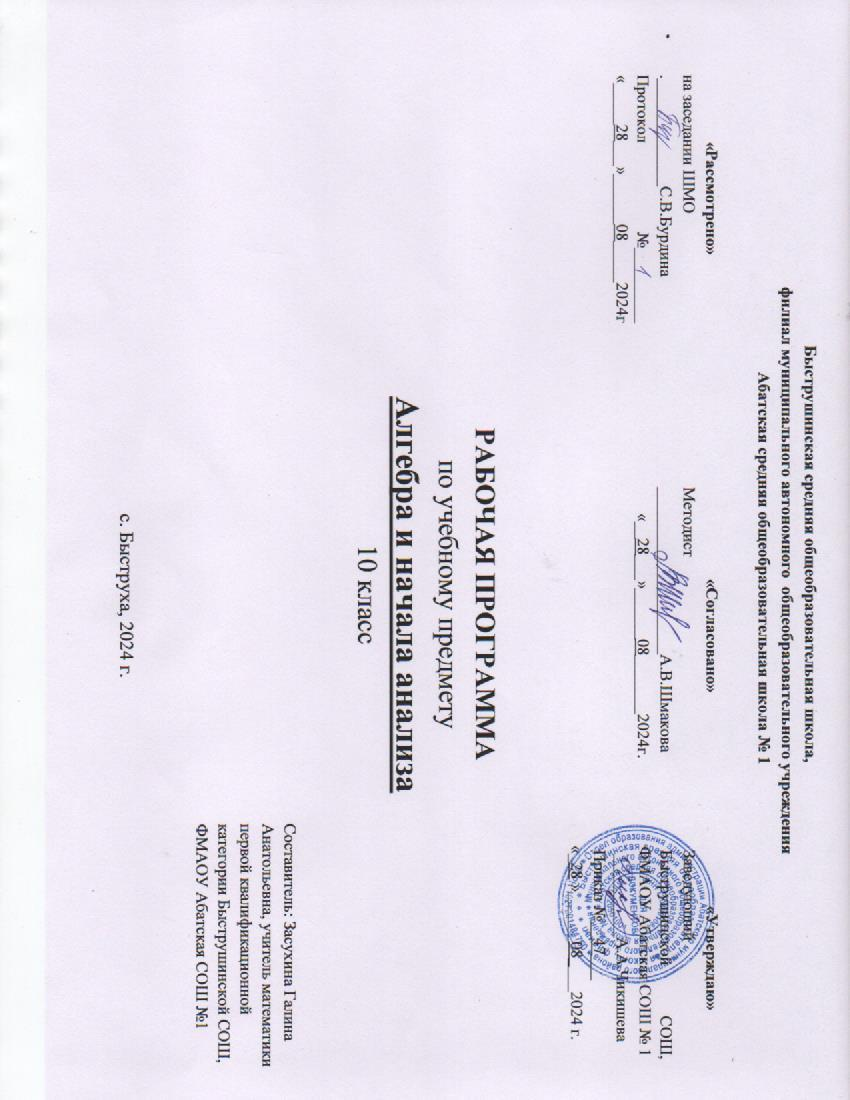 Быструшинская средняя общеобразовательная школа,
филиал муниципального автономного общеобразовательного учреждения
Абатская средняя общеобразовательная школа № 1
«Рассмотрено»
на заседании ШМО
С.В.Бурдина
Протокол № 1
« 28 » 08 2024г
«Согласовано»
Методист
А.В.Шмакова
« 28 » 08 2024г.
«Утверждаю»
Заведующий
Быструшинской СОШ,
ФМАОУ Абатская СОШ № 1
Приказ №
« 28 » 08 2024 г.
РАБОЧАЯ ПРОГРАММА
по учебному предмету
Алгебра и начала анализа
10 класс
Составитель: Засухина Галина
Анатольевна, учитель математики
первой квалификационной
категории Быструшинской СОШ,
ФМАОУ Абатская СОШ №1
с. Быструха, 2024 г.